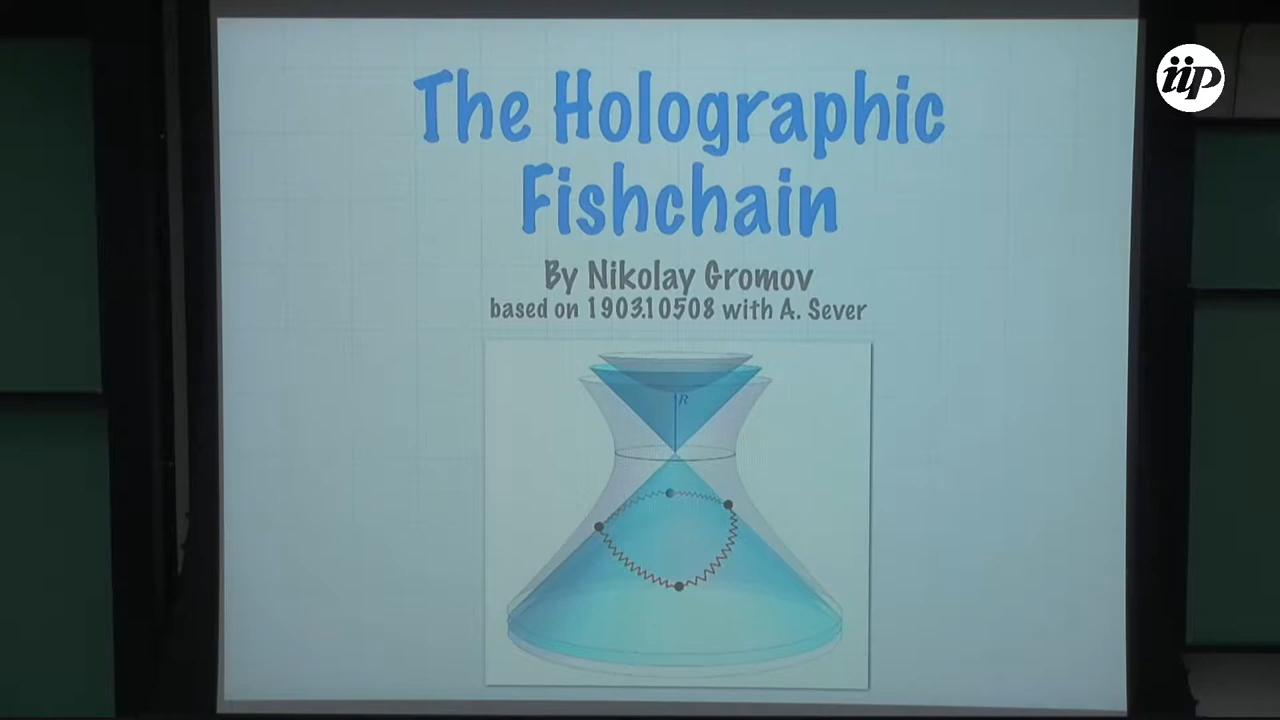 The Holographic
Fishchain
By Nikolay Gromov
based on 1903.10508 with A. Sever
R
iip